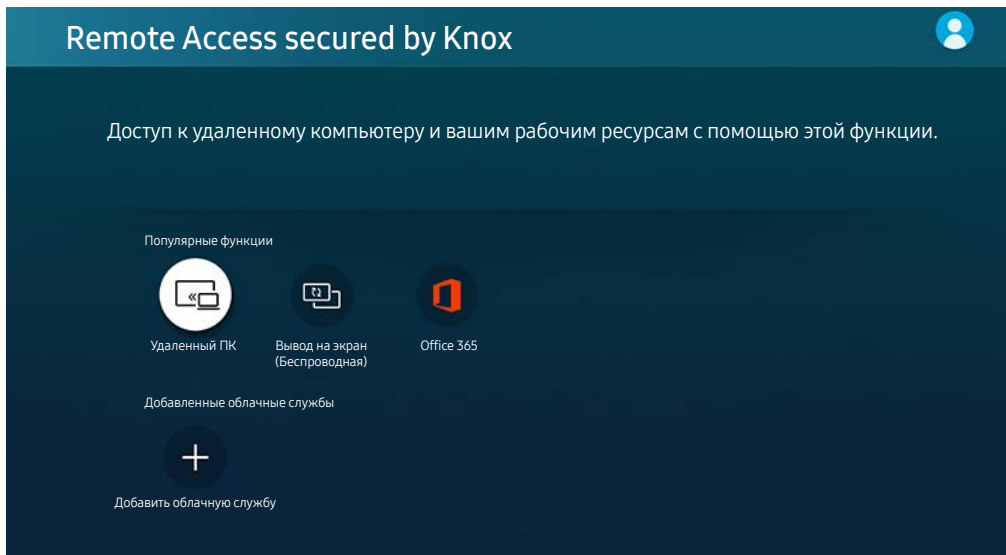 Remote Access secured by Knox
Доступ к удаленному компьютеру и вашим рабочим ресурсам с помощью этой функции.
Популярные функции
Удаленный ПК
Вывод на экран
(Беспроводная)
Office 365
Добавленные облачные службы
Добавить облачную службу